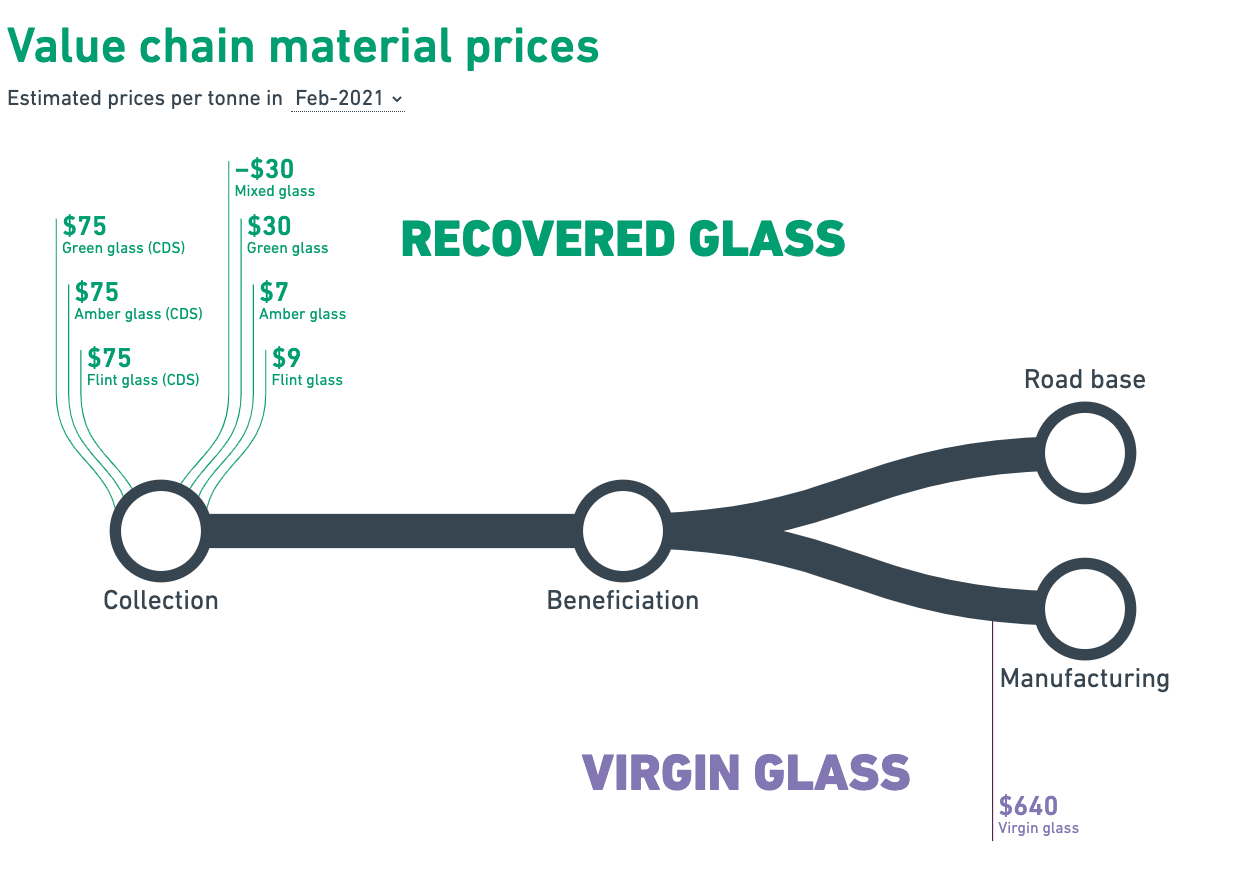 Value chain material prices
Estimated prices per tonne in Feb-2021
–$30
Mixed glass
$75
Green glass (CDS)
$30
Green glass
RECOVERED GLASS
$75
Amber glass (CDS)
$7
Amber glass
$75
Flint glass (CDS)
$9
Flint glass
Road base
Collection
Beneficiation
Manufacturing
VIRGIN GLASS
$640
Virgin glass